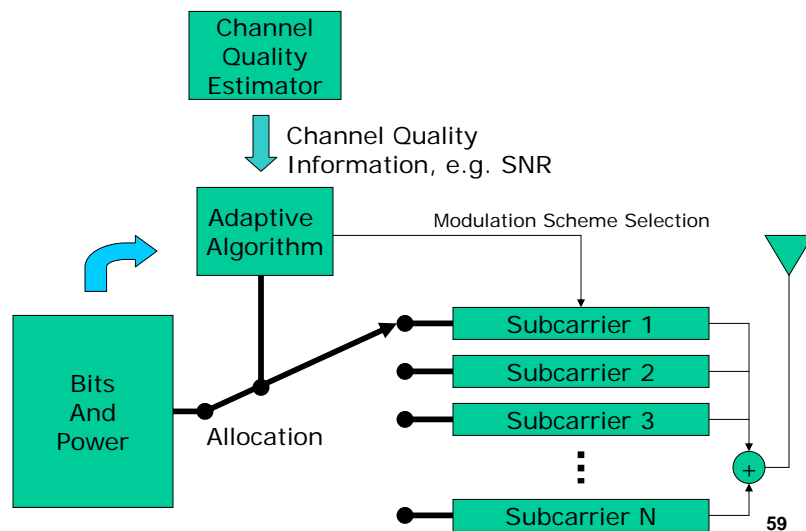 Channel
Quality
Estimator
Channel Quality
Information, e.g. SNR
Adaptive
Algorithm
Modulation Scheme Selection
Bits
And
Power
Allocation
Subcarrier 1
Subcarrier 2
Subcarrier 3
+
Subcarrier N
59